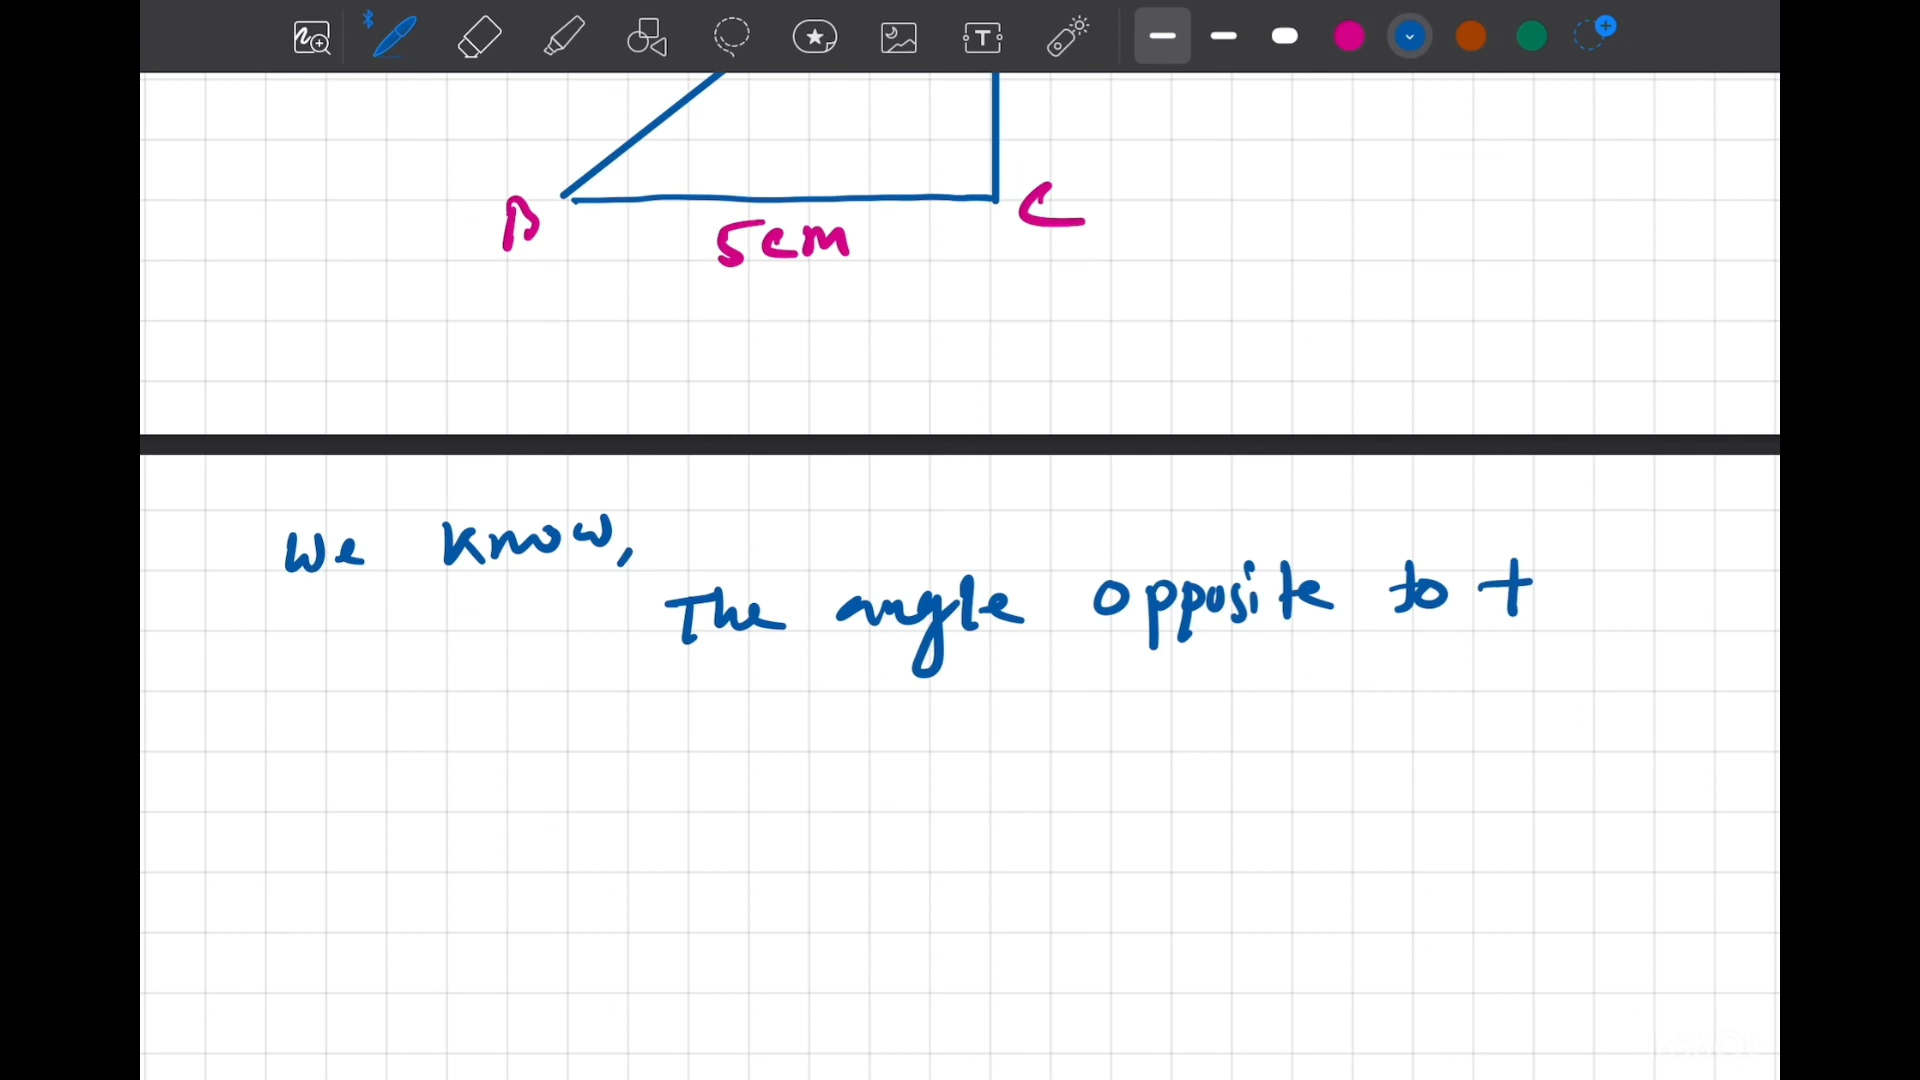 B
C
5cm
We know,
The angle opposite to t